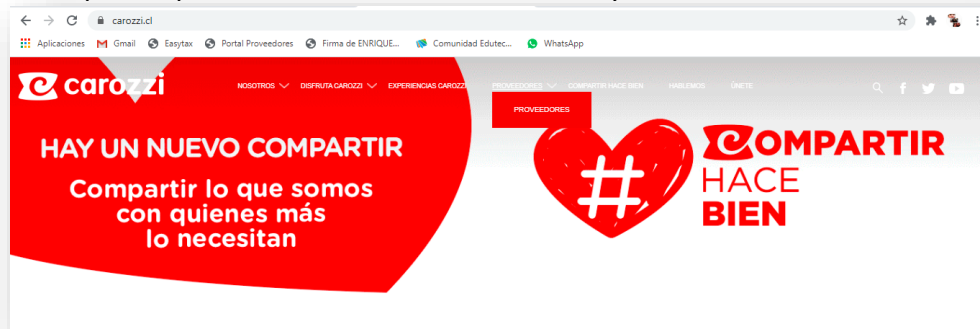 carozzi.cl
Aplicaciones Gmail Easytax Portal Proveedores Firma de ENRIQUE... Comunidad Edutec... WhatsApp
carozzi NOSOTROS DISFRUTA CAROZZI EXPERIENCIAS CAROZZI PROVEEDORES COMPARTIR HACE BIEN HABLEMOS ÚNETE
PROVEEDORES
HAY UN NUEVO COMPARTIR
Compartir lo que somos
con quienes más
lo necesitan
#
COMPARTIR
HACE
BIEN